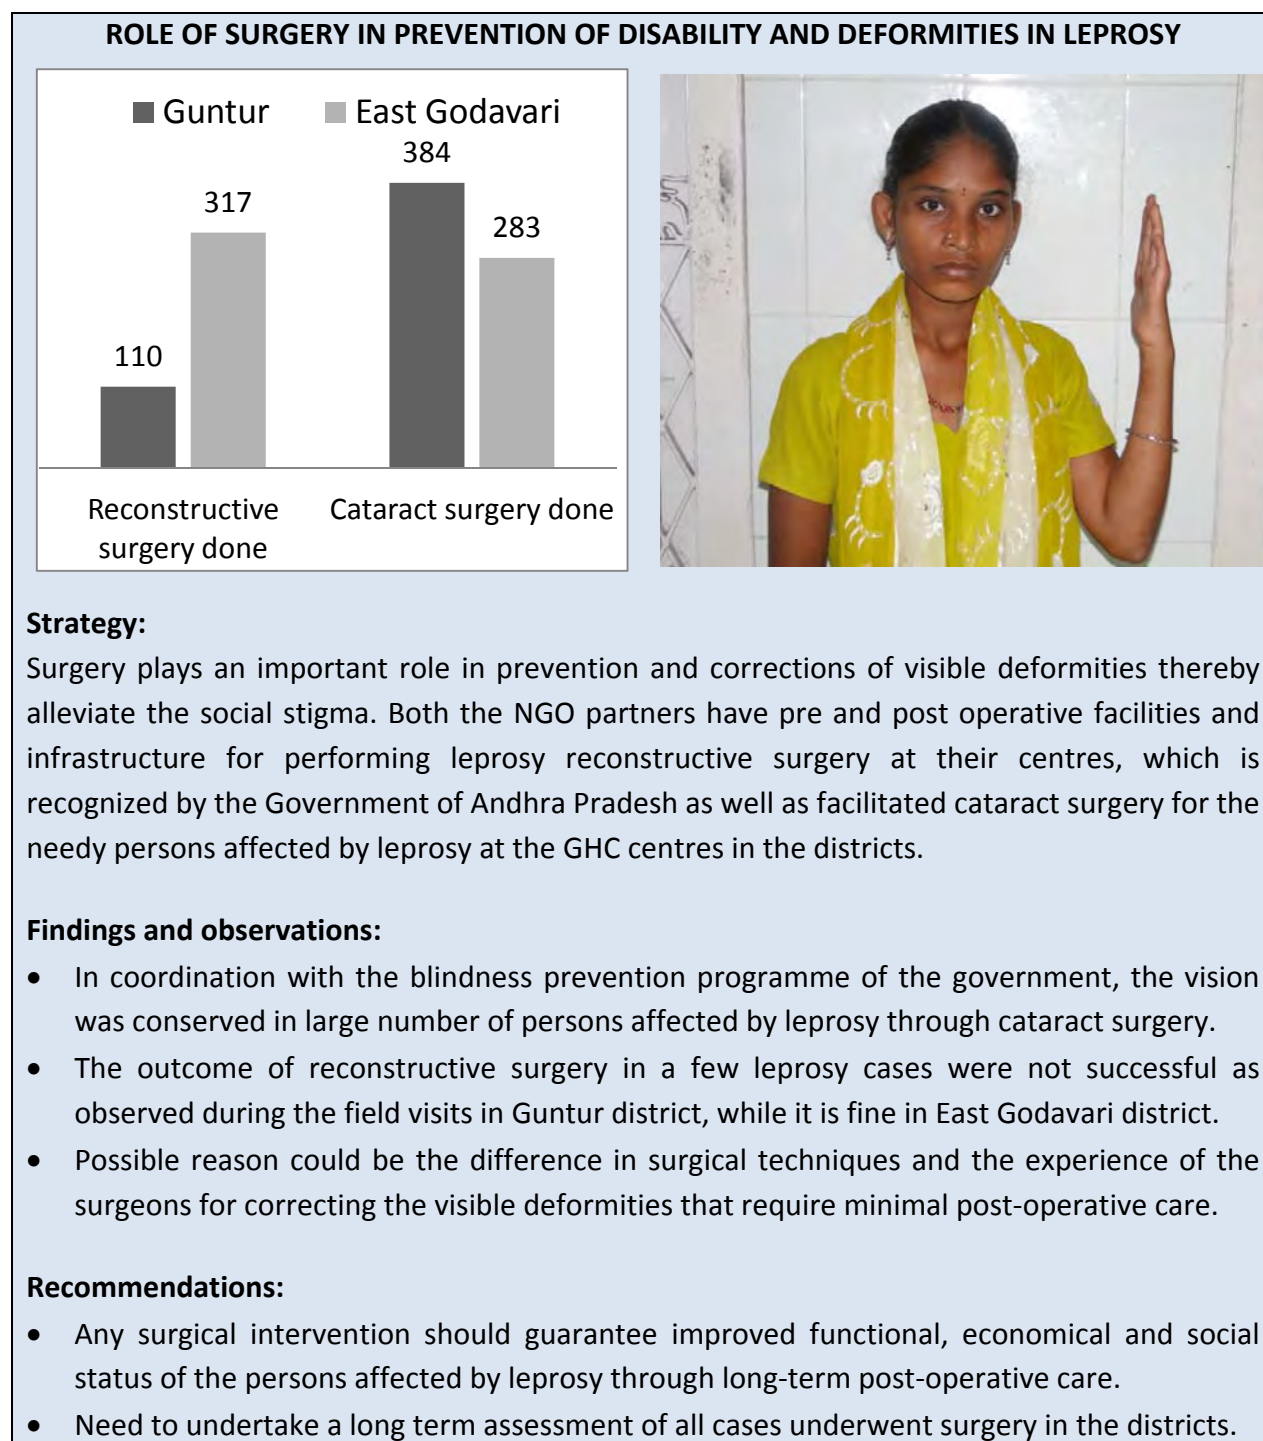 ROLE OF SURGERY IN PREVENTION OF DISABILITY AND DEFORMITIES IN LEPROSY
Guntur East Godavari
384
317
283
110
Reconstructive
surgery done
Cataract surgery done
Strategy:
Surgery plays an important role in prevention and corrections of visible deformities thereby
alleviate the social stigma. Both the NGO partners have pre and post operative facilities and
infrastructure for performing leprosy reconstructive surgery at their centres, which is
recognized by the Government of Andhra Pradesh as well as facilitated cataract surgery for the
needy persons affected by leprosy at the GHC centres in the districts.
Findings and observations:
• In coordination with the blindness prevention programme of the government, the vision
was conserved in large number of persons affected by leprosy through cataract surgery.
• The outcome of reconstructive surgery in a few leprosy cases were not successful as
observed during the field visits in Guntur district, while it is fine in East Godavari district.
• Possible reason could be the difference in surgical techniques and the experience of the
surgeons for correcting the visible deformities that require minimal post-operative care.
Recommendations:
• Any surgical intervention should guarantee improved functional, economical and social
status of the persons affected by leprosy through long-term post-operative care.
• Need to undertake a long term assessment of all cases underwent surgery in the districts.